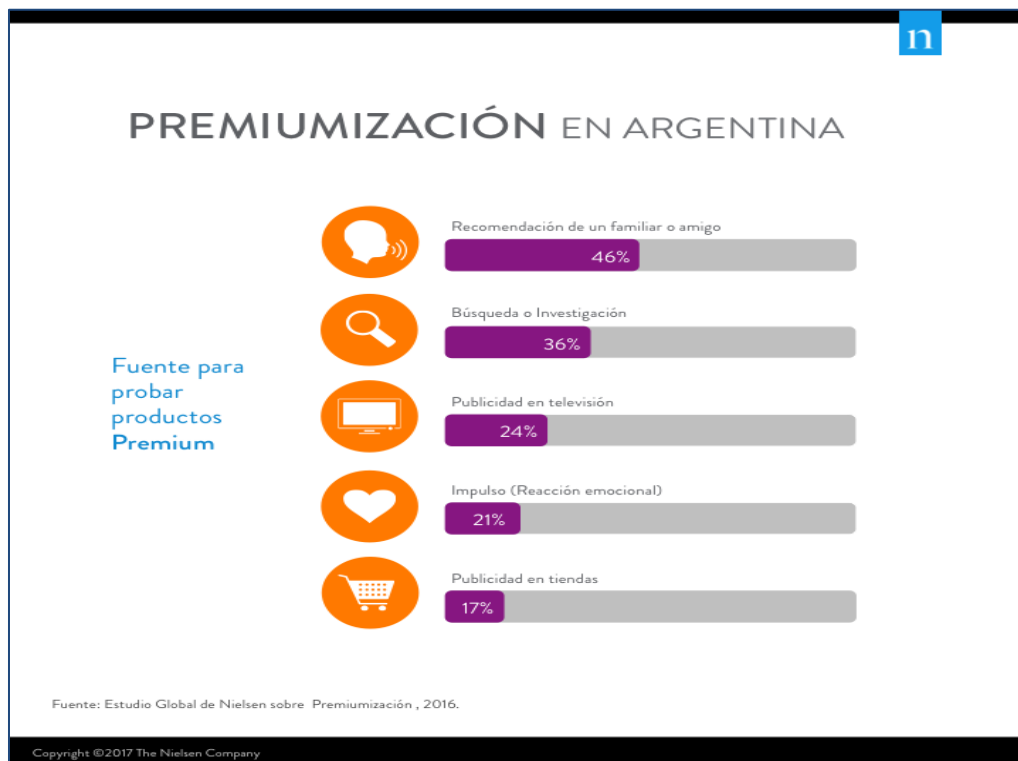 n
PREMIUMIZACIÓN EN ARGENTINA
Recomendación de un familiar o amigo
46%
Búsqueda o Investigación
36%
Fuente para
probar
productos
Premium
Publicidad en televisión
24%
Impulso (Reacción emocional)
21%
Publicidad en tiendas
17%
Fuente: Estudio Global de Nielsen sobre Premiumización , 2016.
Copyright ©2017 The Nielsen Company